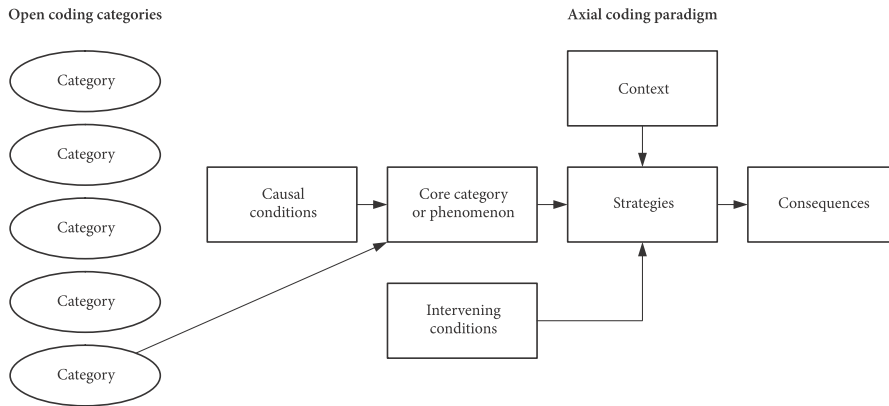 Open coding categories
Axial coding paradigm
Category
Category
Category
Category
Category
Causal
conditions
Core category
or phenomenon
Context
Strategies
Consequences
Intervening
conditions